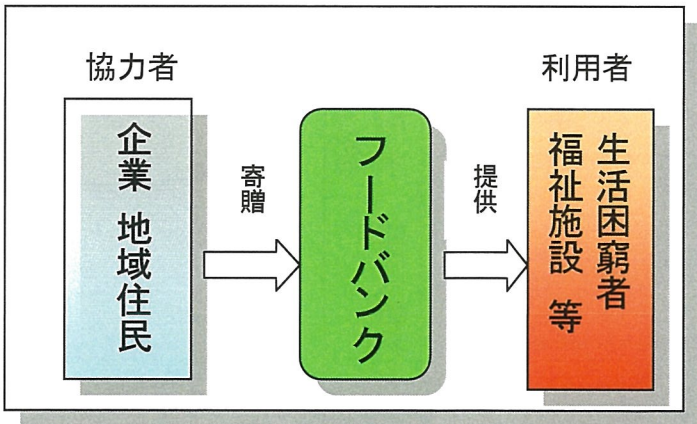 協力者
企業 地域住民
寄贈
フードバンク
提供
利用者
生活困窮者
福祉施設 等